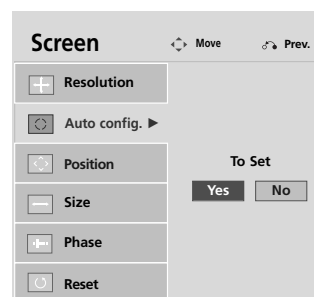 Screen Move Prev.
Resolution
Auto config. ►
Position
To Set
Size
Yes No
Phase
Reset